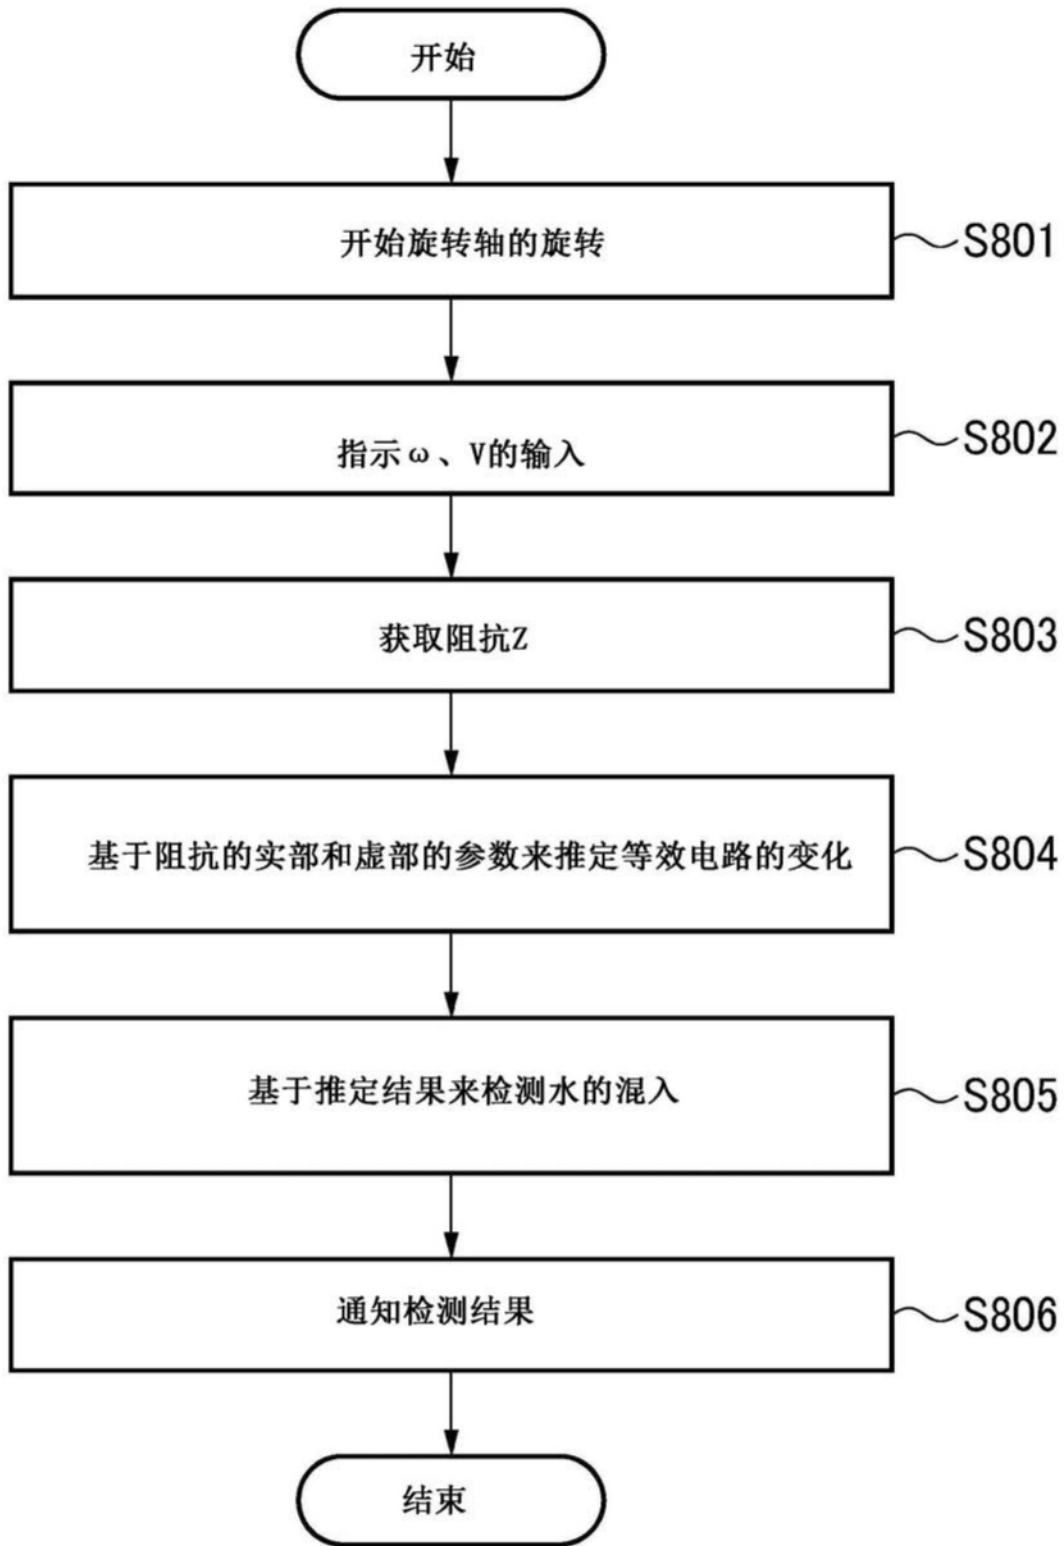 开始
开始旋转轴的旋转
S801
指示ω、V的输入
S802
获取阻抗Z
S803
基于阻抗的实部和虚部的参数来推定等效电路的变化
S804
基于推定结果来检测水的混入
S805
通知检测结果
S806
结束